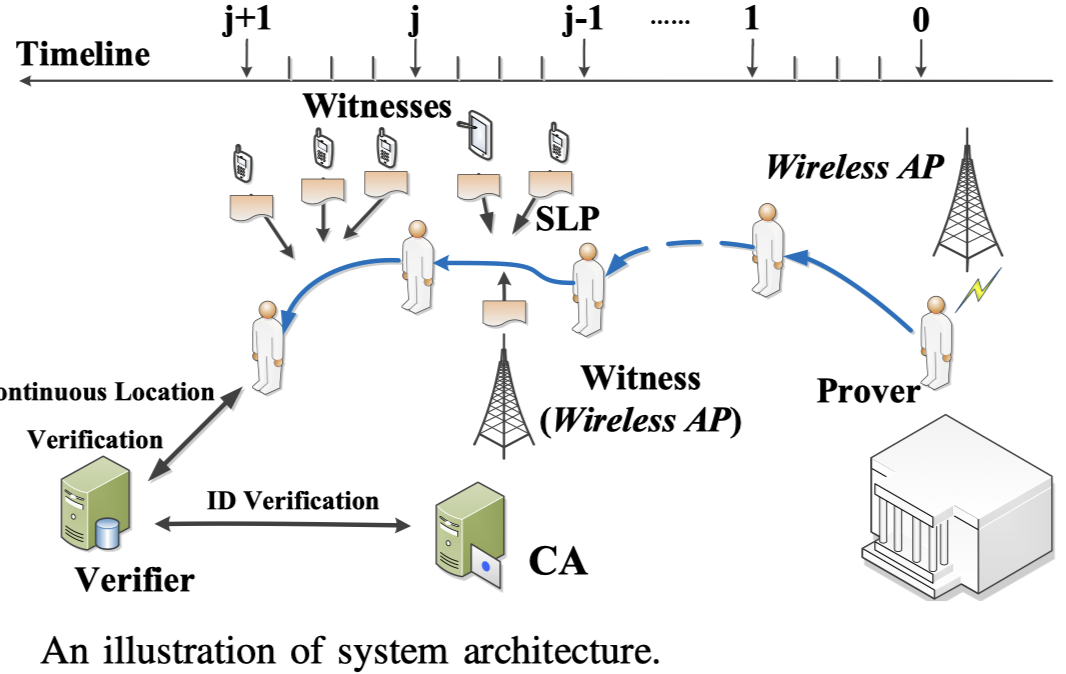 j+1 j j-1 ...... 1 0
Timeline
Witnesses
Wireless AP
SLP
Witness
(Wireless AP)
Prover
ontinuous Location
Verification
ID Verification
Verifier
CA
An illustration of system architecture.